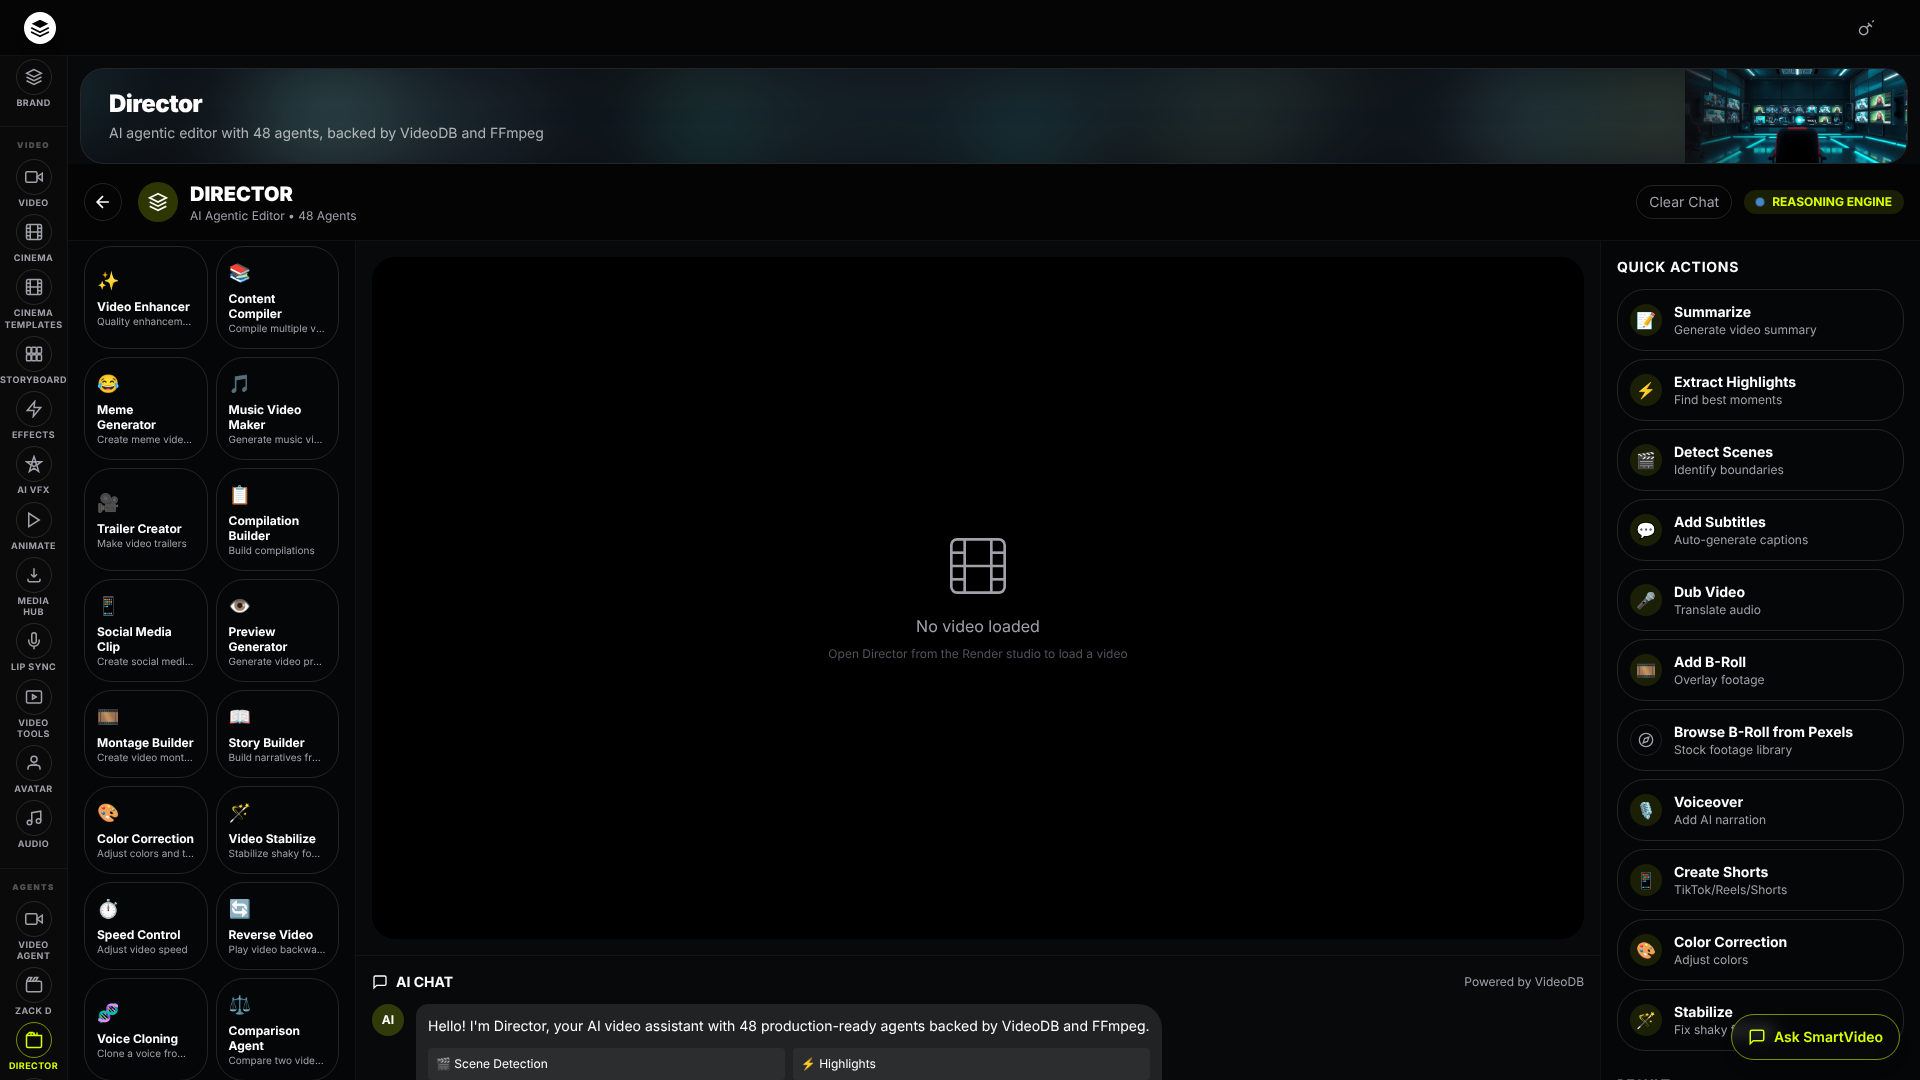 BRAND
VIDEO
VIDEO
CINEMA
CINEMA
TEMPLATES
STORYBOARD
EFFECTS
AI VFX
ANIMATE
MEDIA
HUB
LIP SYNC
VIDEO
TOOLS
AVATAR
AUDIO
AGENTS
VIDEO
AGENT
ZACK D
DIRECTOR
Director
AI agentic editor with 48 agents, backed by VideoDB and FFmpeg
DIRECTOR
AI Agentic Editor • 48 Agents
Clear Chat
REASONING ENGINE
Video Enhancer
Quality enhancem...
Content
Compiler
Compile multiple v...
Meme
Generator
Create meme vide...
Music Video
Maker
Generate music vi...
Trailer Creator
Make video trailers
Compilation
Builder
Build compilations
Social Media
Clip
Create social medi...
Preview
Generator
Generate video pr...
Montage Builder
Create video mont...
Story Builder
Build narratives fr...
Color Correction
Adjust colors and t...
Video Stabilize
Stabilize shaky fo...
Speed Control
Adjust video speed
Reverse Video
Play video backwa...
Voice Cloning
Clone a voice fro...
Comparison
Agent
Compare two vide...
No video loaded
Open Director from the Render studio to load a video
AI CHAT
Powered by VideoDB
AI
Hello! I'm Director, your AI video assistant with 48 production-ready agents backed by VideoDB and FFmpeg.
Scene Detection
Highlights
QUICK ACTIONS
Summarize
Generate video summary
Extract Highlights
Find best moments
Detect Scenes
Identify boundaries
Add Subtitles
Auto-generate captions
Dub Video
Translate audio
Add B-Roll
Overlay footage
Browse B-Roll from Pexels
Stock footage library
Voiceover
Add AI narration
Create Shorts
TikTok/Reels/Shorts
Color Correction
Adjust colors
Stabilize
Fix shaky
Ask SmartVideo